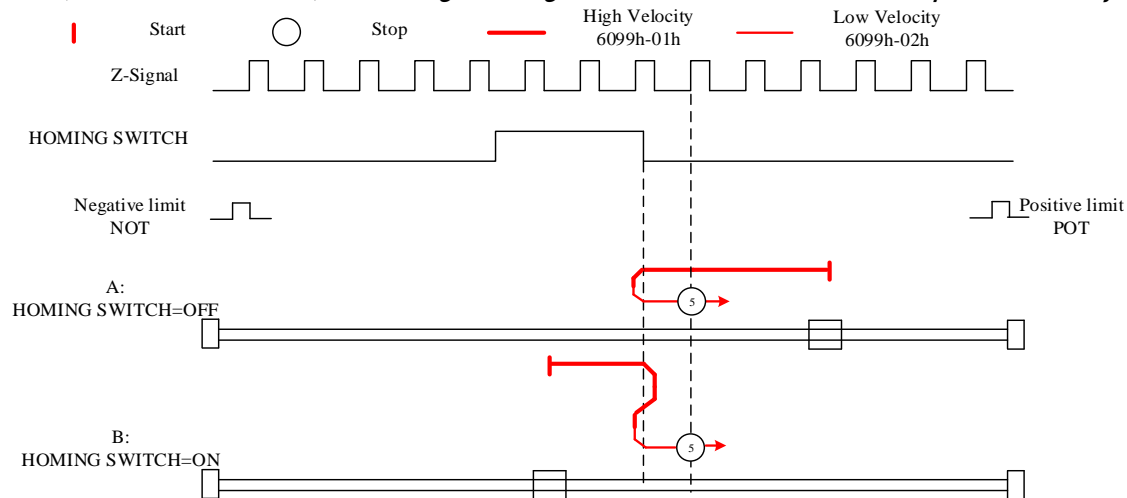 Start
Stop
High Velocity
6099h-01h
Low Velocity
6099h-02h
Z-Signal
HOMING SWITCH
Negative limit
NOT
Positive limit
POT
A:
HOMING SWITCH=OFF
5
B:
HOMING SWITCH=ON
5